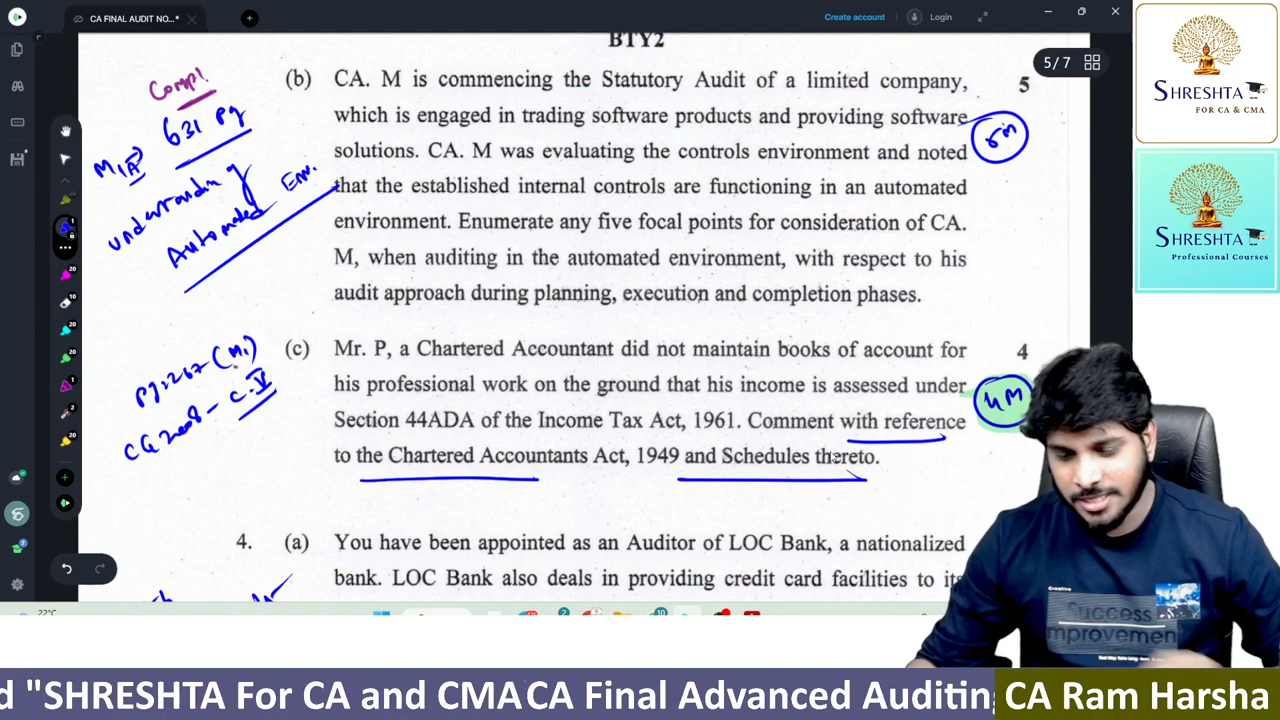 CA FINAL AUDIT NO...*
Create account
Login
BTY2
5/7
(b) CA. M is commencing the Statutory Audit of a limited company, 5
which is engaged in trading software products and providing software
solutions. CA. M was evaluating the controls environment and noted
that the established internal controls are functioning in an automated
environment. Enumerate any five focal points for consideration of CA.
M, when auditing in the automated environment, with respect to his
audit approach during planning, execution and completion phases.
5M
631 Pg
Automated Env.
(c) Mr. P, a Chartered Accountant did not maintain books of account for 4
his professional work on the ground that his income is assessed under
Section 44ADA of the Income Tax Act, 1961. Comment with reference
to the Chartered Accountants Act, 1949 and Schedules thereto.
4M
Pg:267 (M1)
4. (a) You have been appointed as an Auditor of LOC Bank, a nationalized
bank. LOC Bank also deals in providing credit card facilities to its
22°C
SHRESHTA
FOR CA & CMA
SHRESHTA
Professional Courses
Creative
Success
improvement
d "SHRESHTA For CA and CMA CA Final Advanced Auditing
CA Ram Harsha